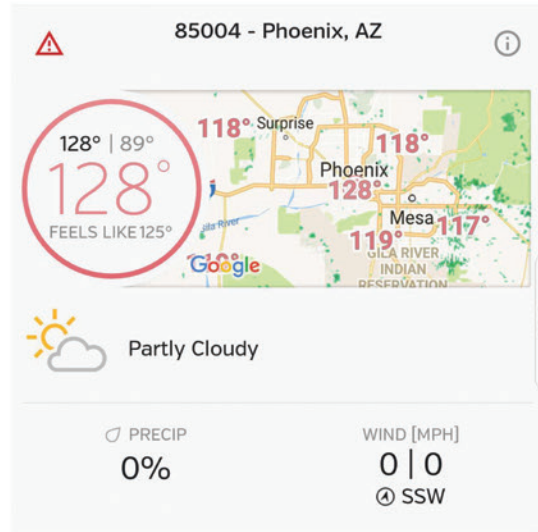 85004 - Phoenix, AZ
128° | 89°
128°
FEELS LIKE 125°
118° Surprise
118°
Phoenix
128°
Mesa 117°
119°
Gila River
GILA RIVER
INDIAN
RESERVATION
Google
Partly Cloudy
PRECIP
0%
WIND [MPH]
0 | 0
SSW